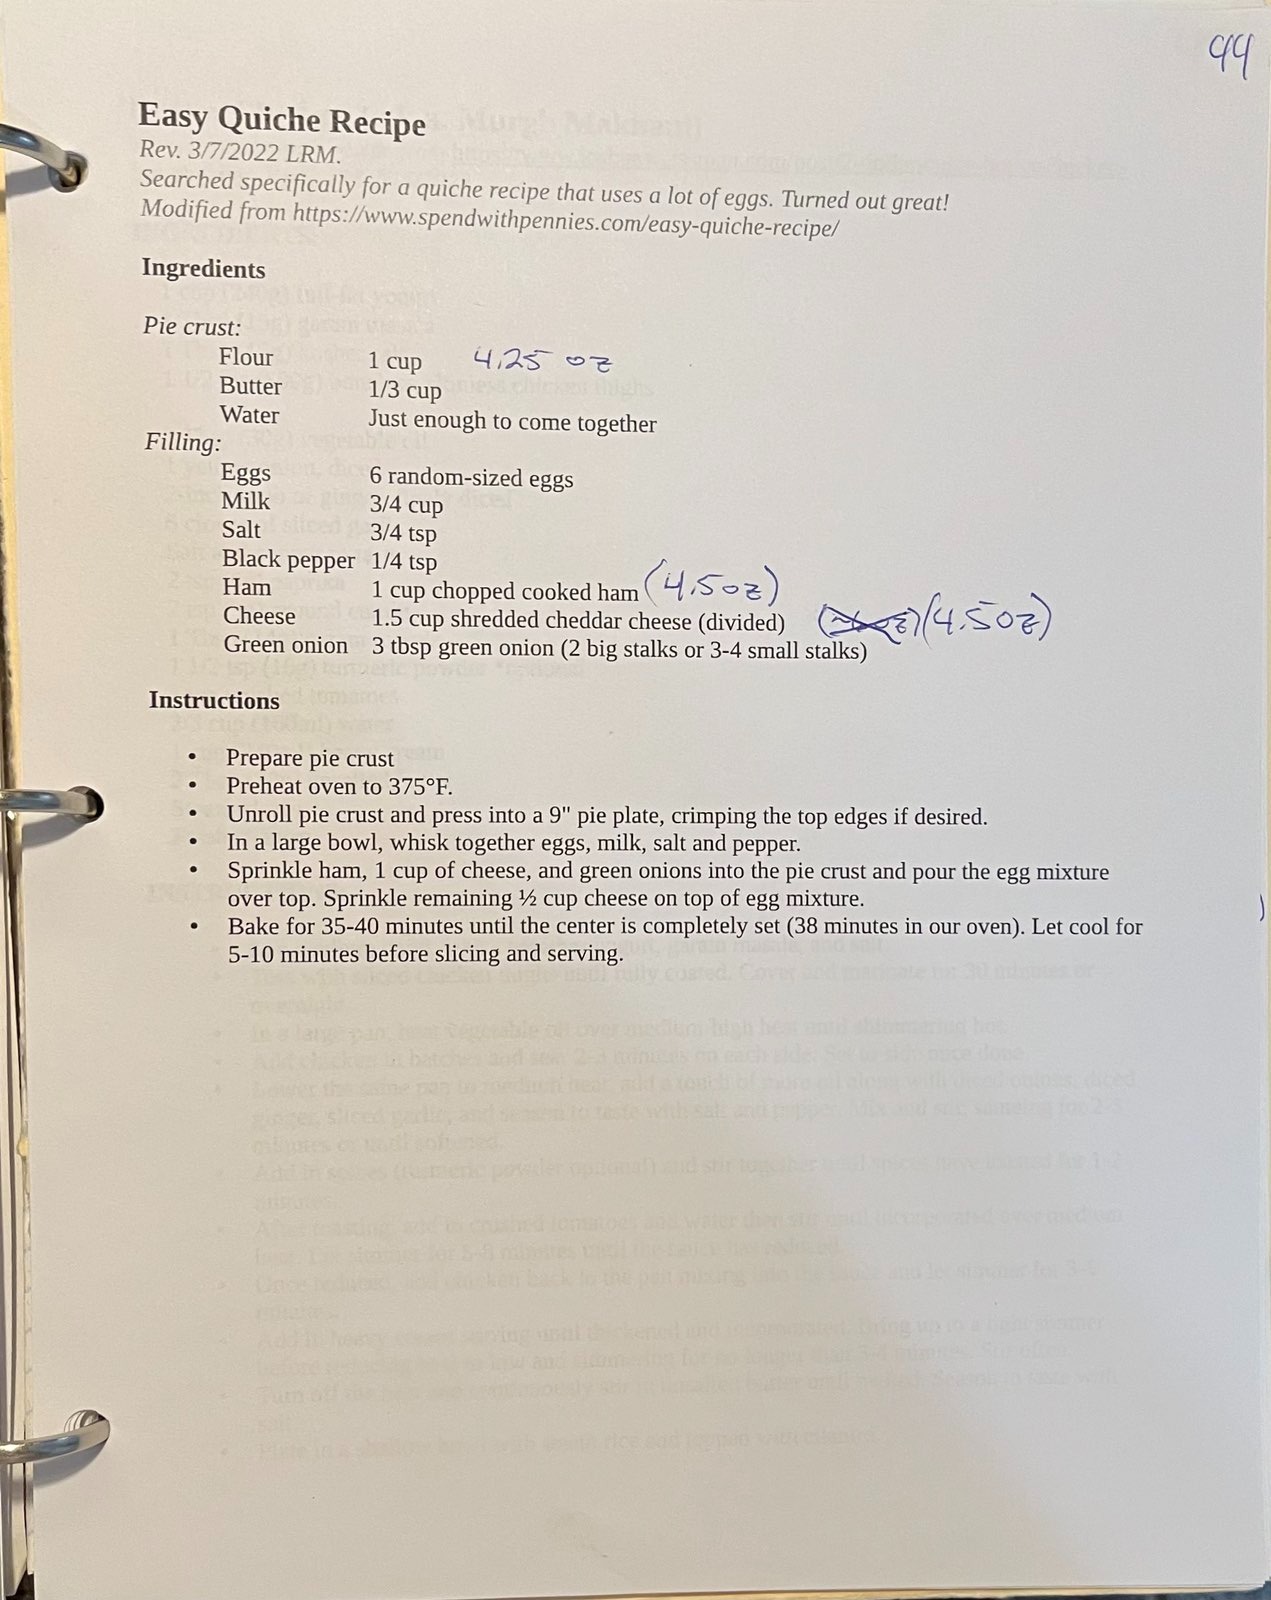 44
Easy Quiche Recipe
Rev. 3/7/2022 LRM.
Searched specifically for a quiche recipe that uses a lot of eggs. Turned out great!
Modified from https://www.spendwithpennies.com/easy-quiche-recipe/
Ingredients
Pie crust:
Flour 1 cup 4.25 oz
Butter 1/3 cup
Water Just enough to come together
Filling:
Eggs 6 random-sized eggs
Milk 3/4 cup
Salt 3/4 tsp
Black pepper 1/4 tsp
Ham 1 cup chopped cooked ham (4.5oz)
Cheese 1.5 cup shredded cheddar cheese (divided) (4.5oz)
Green onion 3 tbsp green onion (2 big stalks or 3-4 small stalks)
Instructions
• Prepare pie crust
• Preheat oven to 375°F.
• Unroll pie crust and press into a 9" pie plate, crimping the top edges if desired.
• In a large bowl, whisk together eggs, milk, salt and pepper.
• Sprinkle ham, 1 cup of cheese, and green onions into the pie crust and pour the egg mixture
over top. Sprinkle remaining ½ cup cheese on top of egg mixture.
• Bake for 35-40 minutes until the center is completely set (38 minutes in our oven). Let cool for
5-10 minutes before slicing and serving.